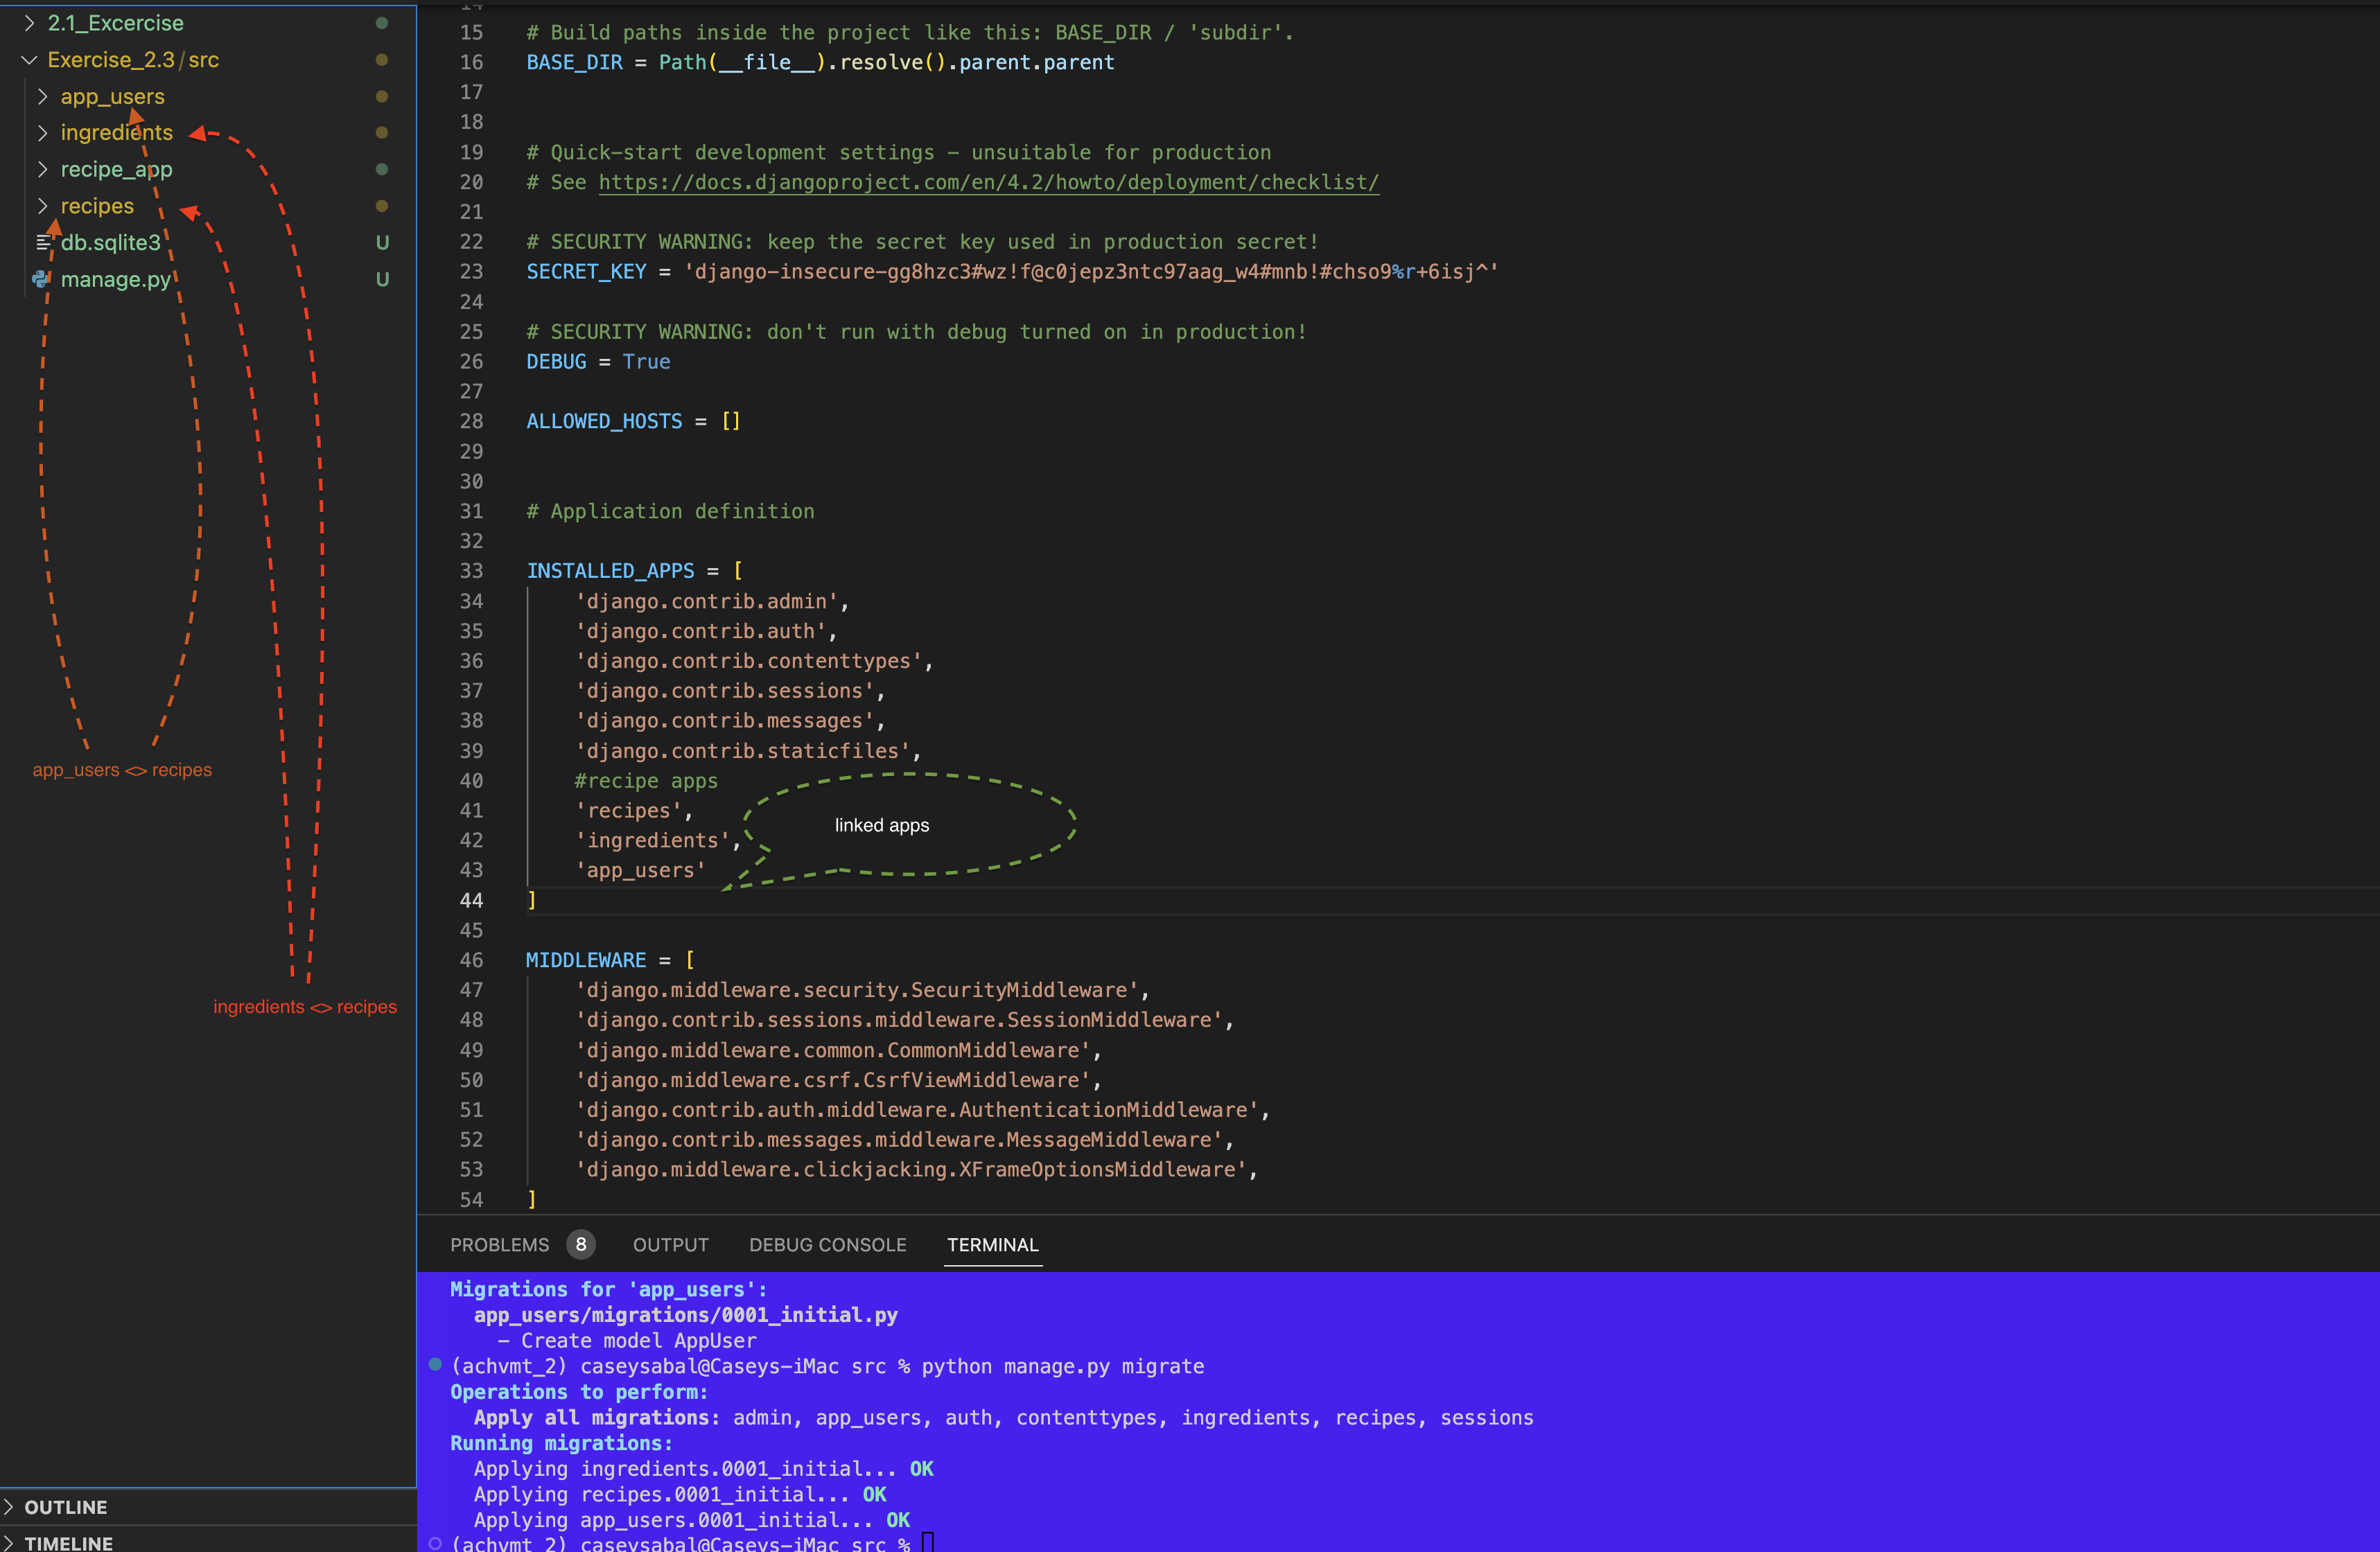 2.1_Excercise
Exercise_2.3/src
app_users
ingredients
recipe_app
recipes
db.sqlite3 U
manage.py U
app_users <> recipes
ingredients <> recipes
OUTLINE
TIMELINE
14
15 # Build paths inside the project like this: BASE_DIR / 'subdir'.
16 BASE_DIR = Path(__file__).resolve().parent.parent
17
18
19 # Quick-start development settings - unsuitable for production
20 # See https://docs.djangoproject.com/en/4.2/howto/deployment/checklist/
21
22 # SECURITY WARNING: keep the secret key used in production secret!
23 SECRET_KEY = 'django-insecure-gg8hzc3#wz!f@c0jepz3ntc97aag_w4#mnb!#chso9%r+6isj^'
24
25 # SECURITY WARNING: don't run with debug turned on in production!
26 DEBUG = True
27
28 ALLOWED_HOSTS = []
29
30
31 # Application definition
32
33 INSTALLED_APPS = [
34 'django.contrib.admin',
35 'django.contrib.auth',
36 'django.contrib.contenttypes',
37 'django.contrib.sessions',
38 'django.contrib.messages',
39 'django.contrib.staticfiles',
40 #recipe apps
41 'recipes',
linked apps
42 'ingredients',
43 'app_users'
44 ]
45
46 MIDDLEWARE = [
47 'django.middleware.security.SecurityMiddleware',
48 'django.contrib.sessions.middleware.SessionMiddleware',
49 'django.middleware.common.CommonMiddleware',
50 'django.middleware.csrf.CsrfViewMiddleware',
51 'django.contrib.auth.middleware.AuthenticationMiddleware',
52 'django.contrib.messages.middleware.MessageMiddleware',
53 'django.middleware.clickjacking.XFrameOptionsMiddleware',
54 ]
PROBLEMS 8 OUTPUT DEBUG CONSOLE TERMINAL
Migrations for 'app_users':
app_users/migrations/0001_initial.py
- Create model AppUser
(achvmt_2) caseysabal@Caseys-iMac src % python manage.py migrate
Operations to perform:
Apply all migrations: admin, app_users, auth, contenttypes, ingredients, recipes, sessions
Running migrations:
Applying ingredients.0001_initial... OK
Applying recipes.0001_initial... OK
Applying app_users.0001_initial... OK
(achvmt_2) caseysabal@Caseys-iMac src %